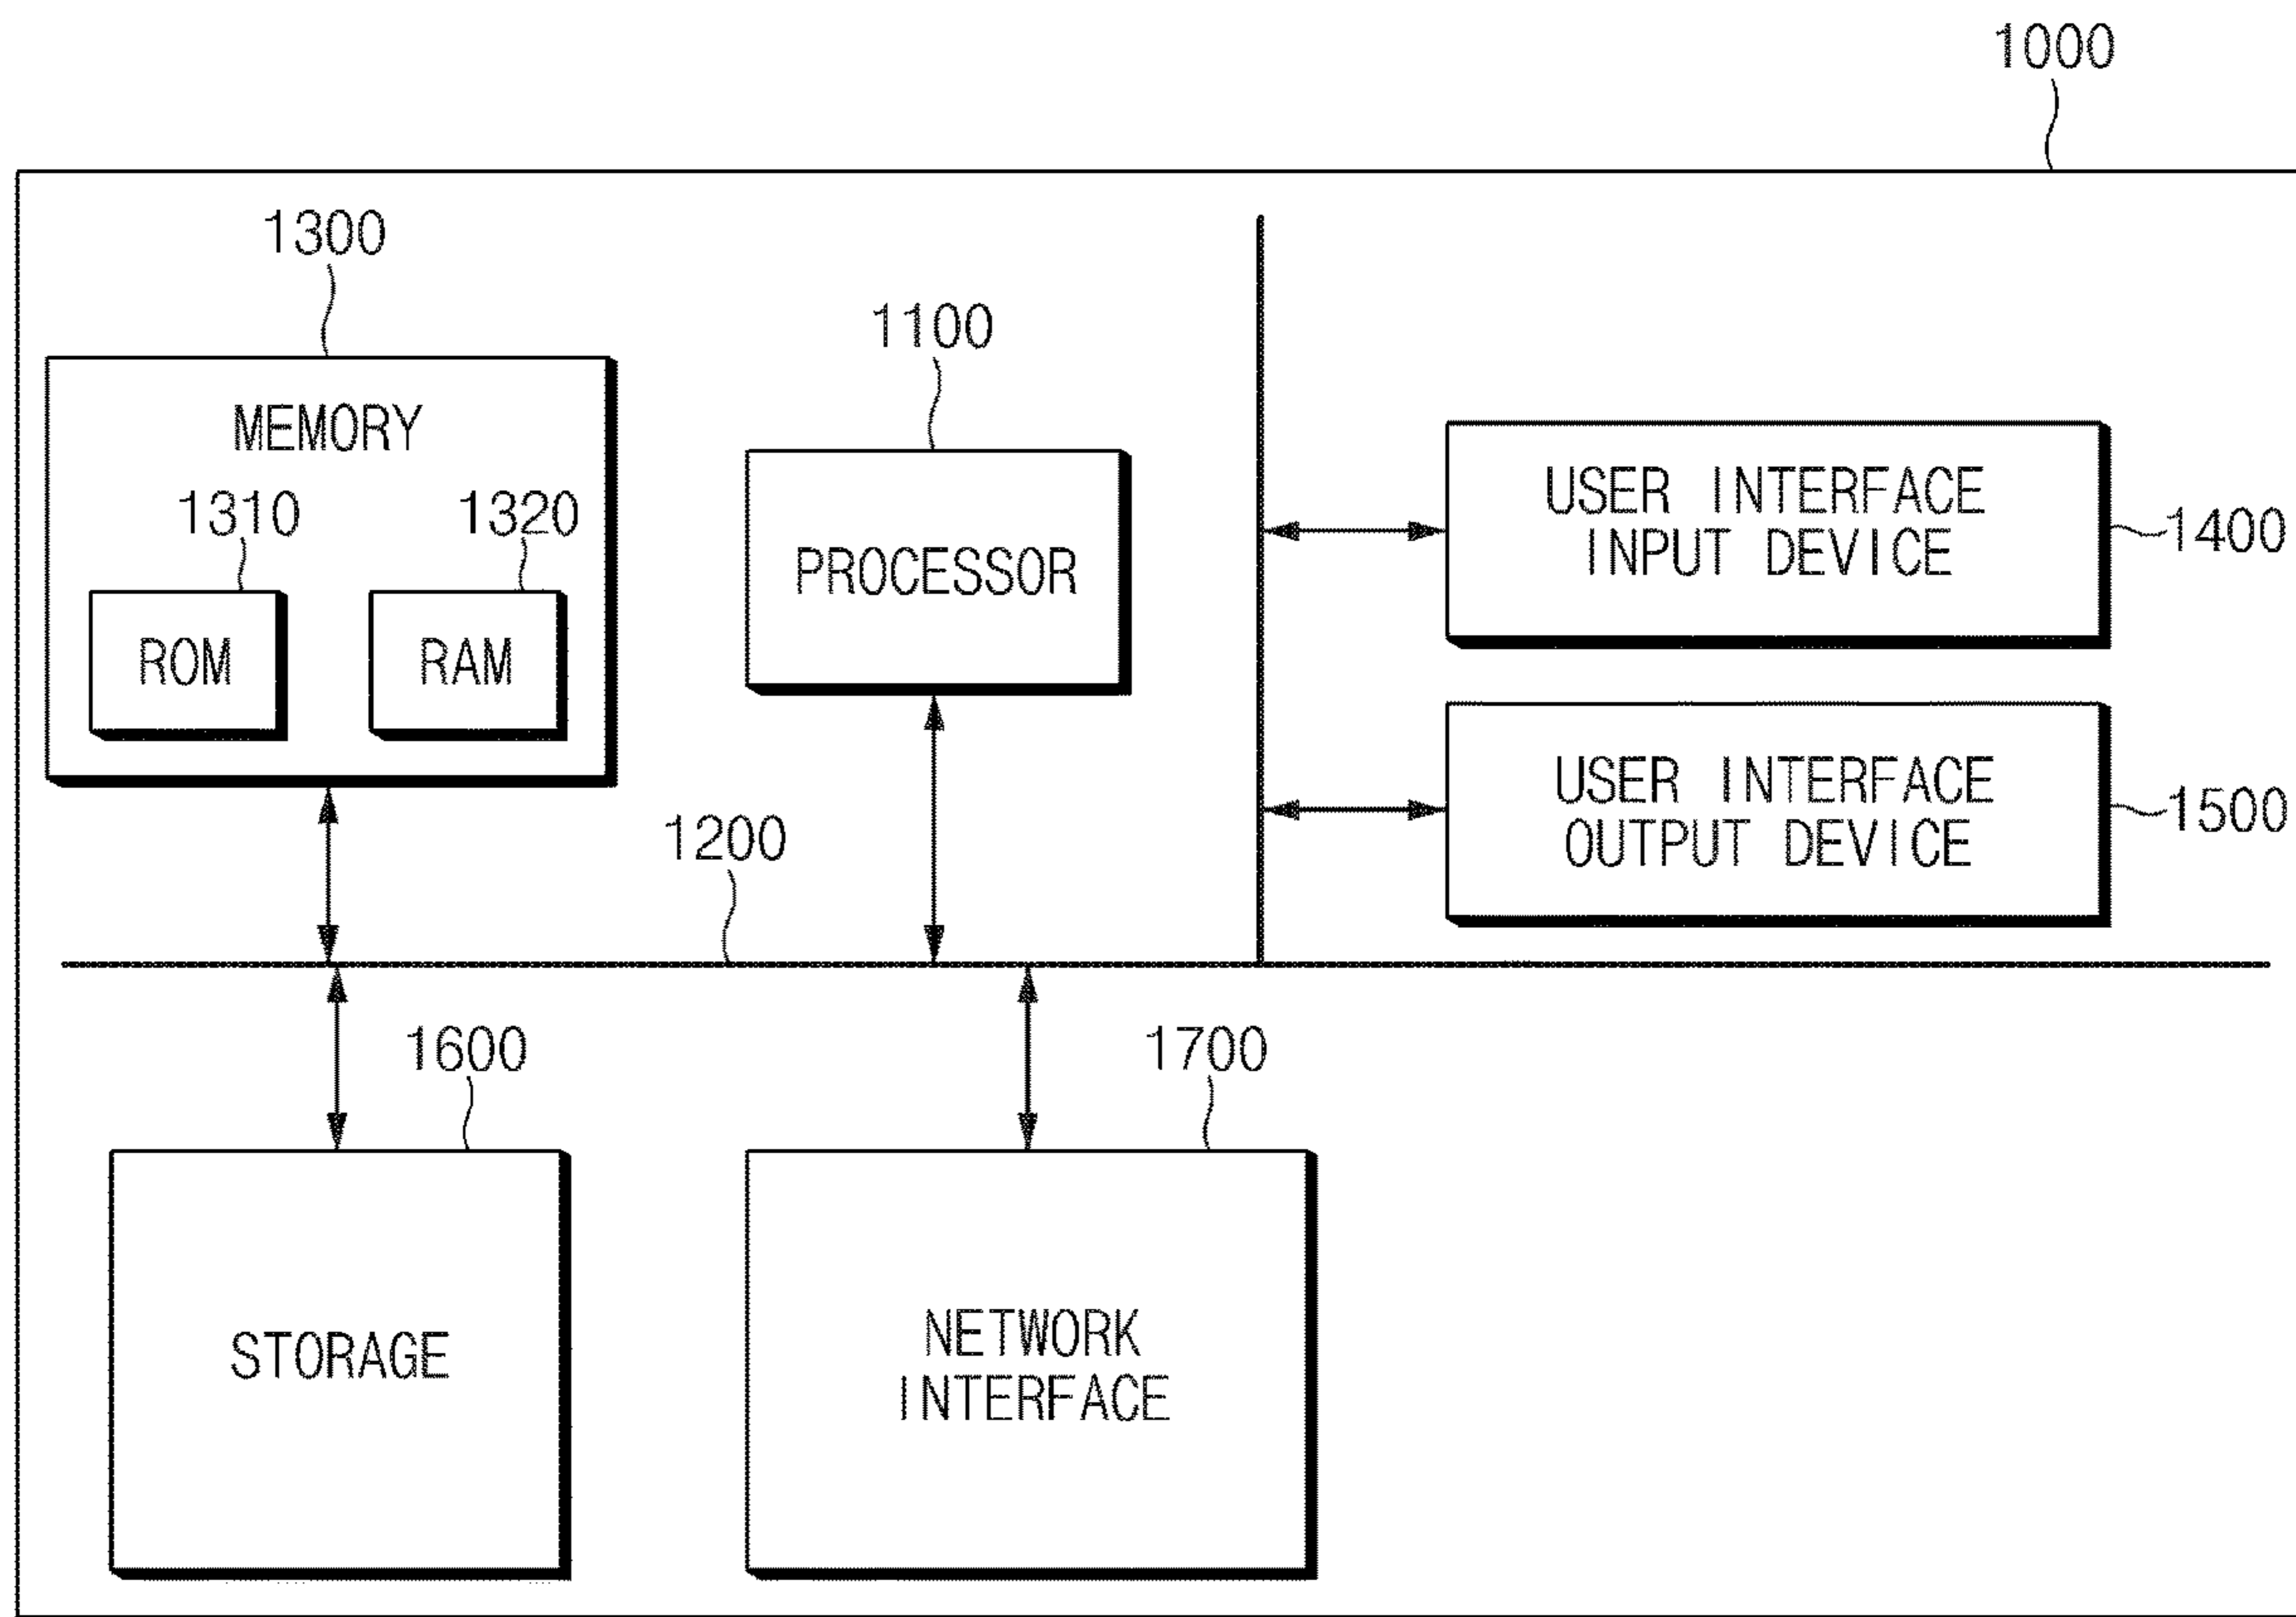 1000
1300
1100
MEMORY
1310
1320
ROM
RAM
PROCESSOR
USER INTERFACE
INPUT DEVICE
1400
USER INTERFACE
OUTPUT DEVICE
1500
1200
1600
1700
STORAGE
NETWORK
INTERFACE